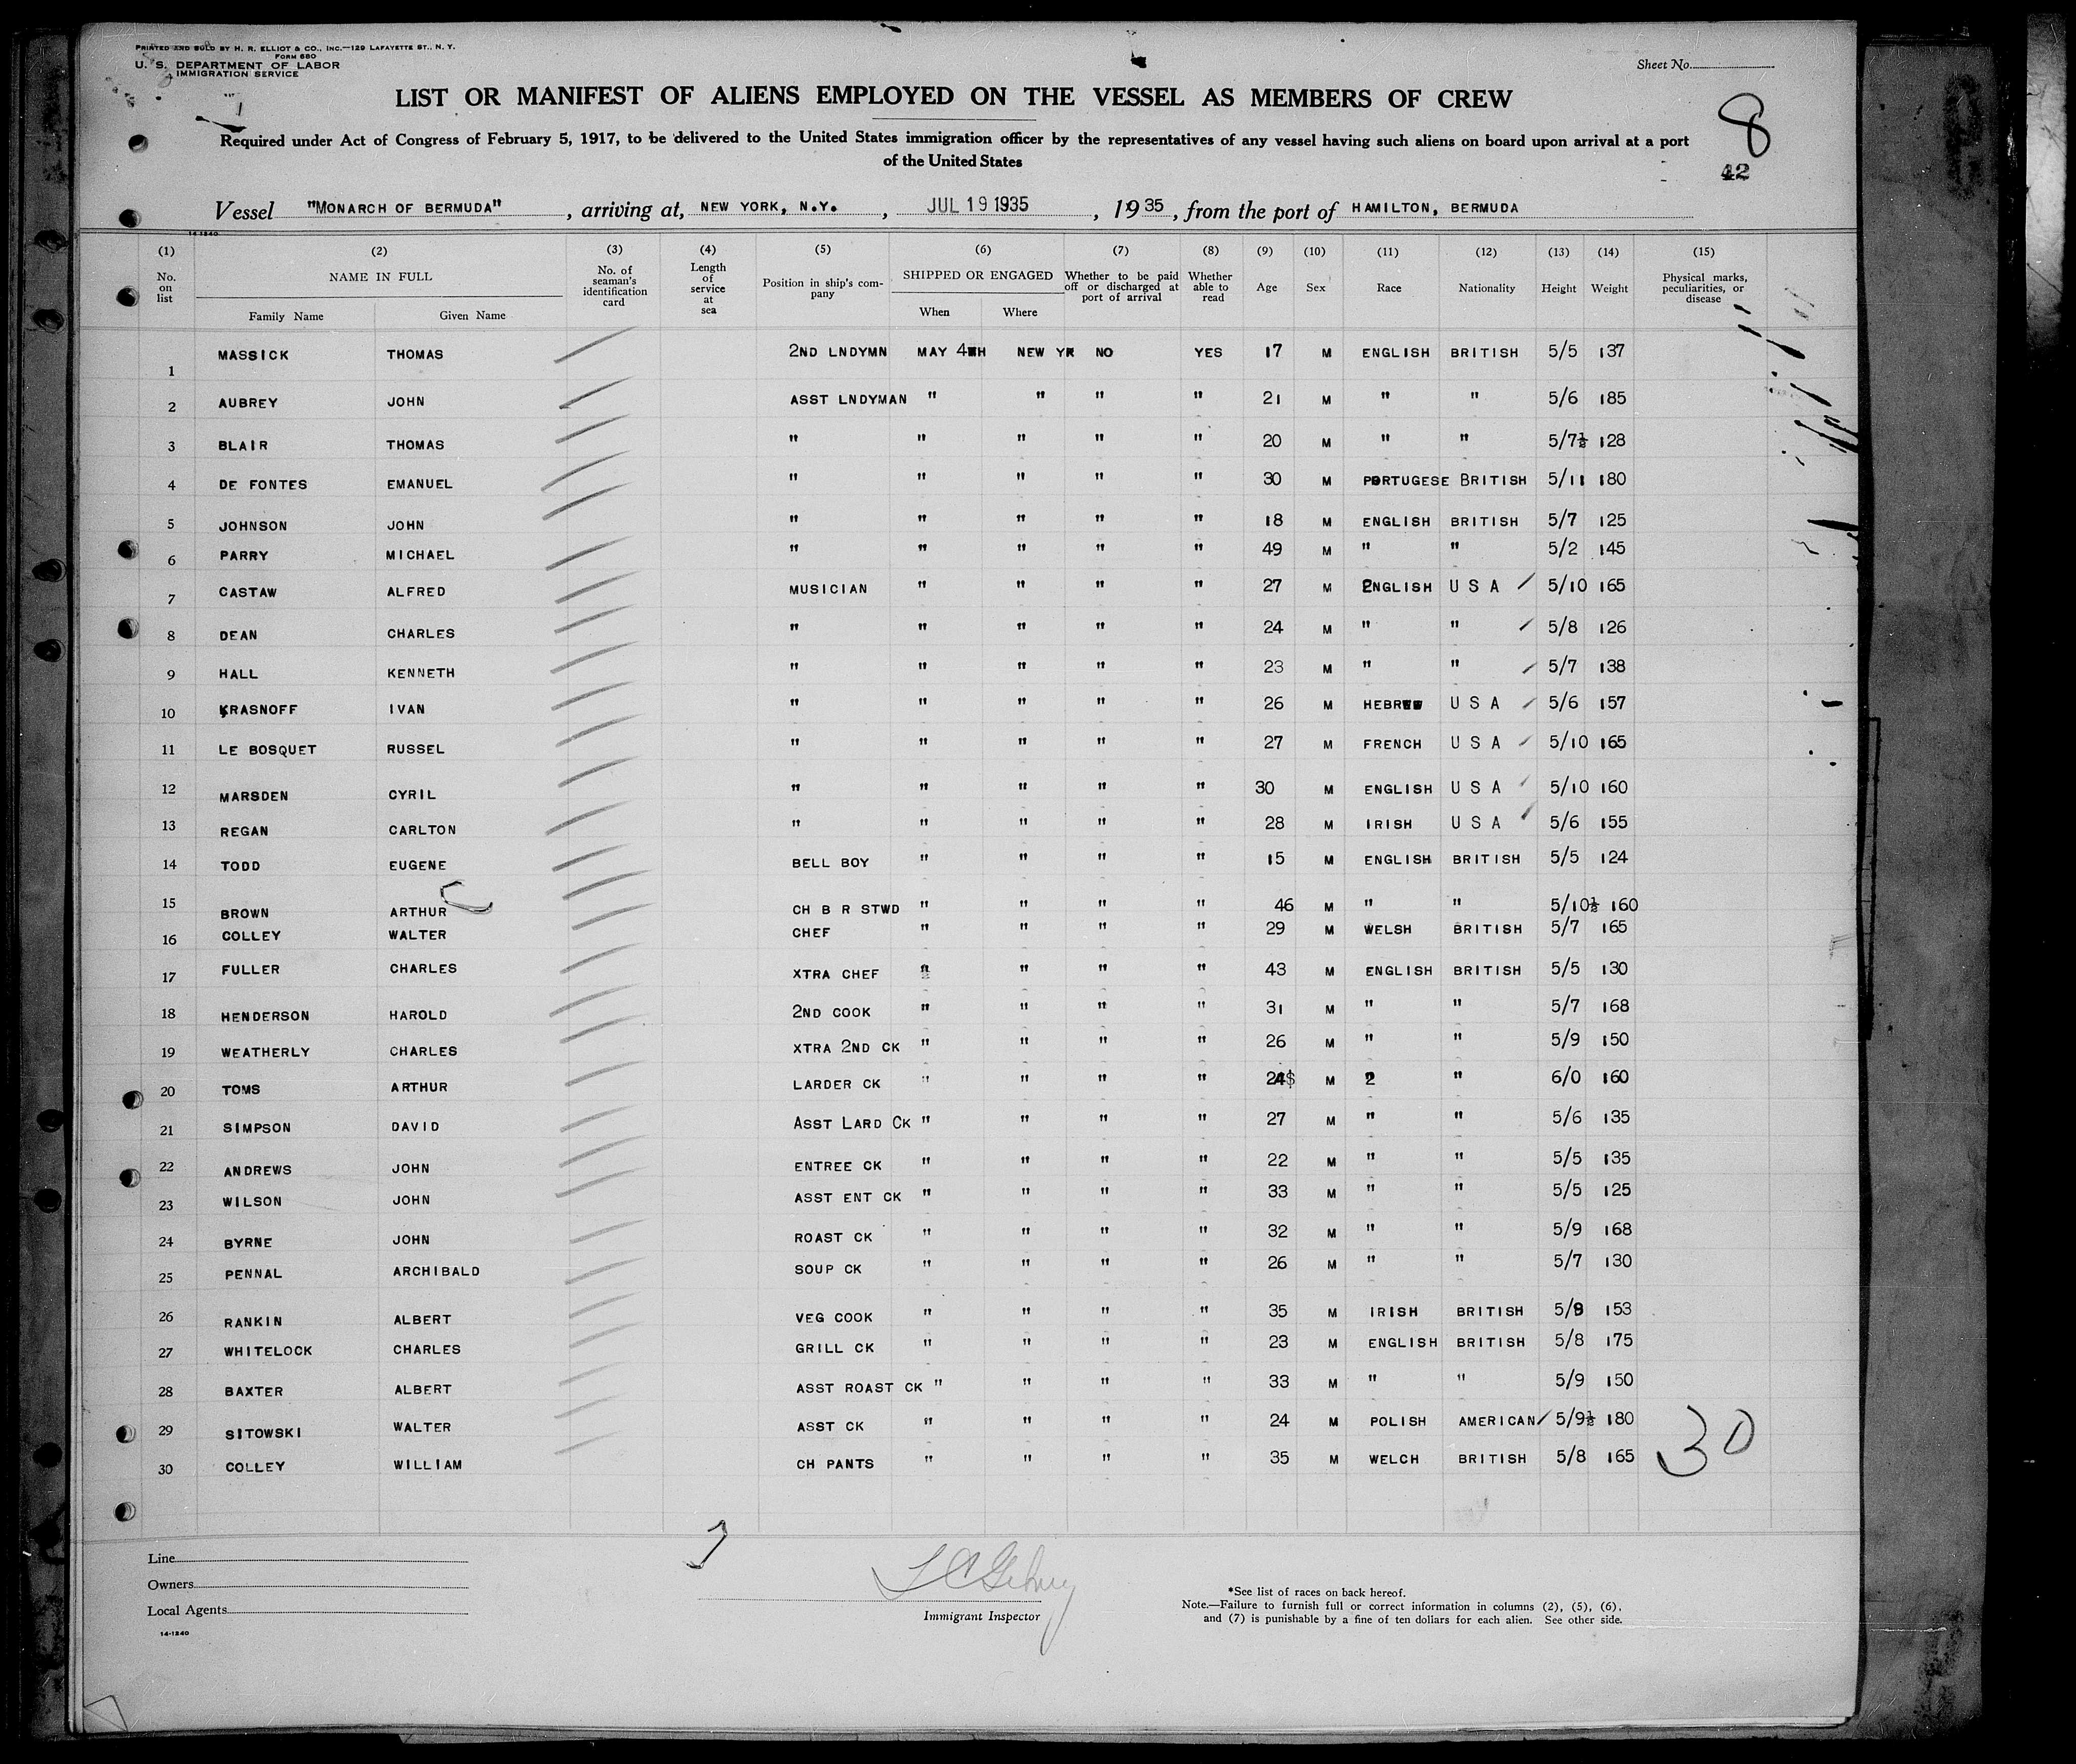 PRINTED AND SOLD BY H. R. ELLIOT & CO., INC.—129 LAFAYETTE ST., N. Y.
FORM 680
U. S. DEPARTMENT OF LABOR
IMMIGRATION SERVICE
Sheet No.
LIST OR MANIFEST OF ALIENS EMPLOYED ON THE VESSEL AS MEMBERS OF CREW
8
Required under Act of Congress of February 5, 1917, to be delivered to the United States immigration officer by the representatives of any vessel having such aliens on board upon arrival at a port
of the United States
42
Vessel "MONARCH OF BERMUDA", arriving at, NEW YORK, N.Y., JUL 19 1935, 1935, from the port of HAMILTON, BERMUDA
14-1240
(1) (2) (3) (4) (5) (6) (7) (8) (9) (10) (11) (12) (13) (14) (15)
No. on list NAME IN FULL Family Name Given Name No. of seaman's identification card Length of service at sea Position in ship's company SHIPPED OR ENGAGED When Where Whether to be paid off or discharged at port of arrival Whether able to read Age Sex Race Nationality Height Weight Physical marks, peculiarities, or disease
1 MASSICK THOMAS 2ND LNDYMN MAY 4TH NEW YK NO YES 17 M ENGLISH BRITISH 5/5 137
2 AUBREY JOHN ASST LNDYMAN " " " " 21 M " " 5/6 185
3 BLAIR THOMAS " " " " " 20 M " " 5/7½ 128
4 DE FONTES EMANUEL " " " " " 30 M PORTUGESE BRITISH 5/11 180
5 JOHNSON JOHN " " " " " 18 M ENGLISH BRITISH 5/7 125
6 PARRY MICHAEL " " " " " 49 M " " 5/2 145
7 CASTAW ALFRED MUSICIAN " " " " 27 M ENGLISH U S A 5/10 165
8 DEAN CHARLES " " " " " 24 M " " 5/8 126
9 HALL KENNETH " " " " " 23 M " " 5/7 138
10 KRASNOFF IVAN " " " " " 26 M HEBREW U S A 5/6 157
11 LE BOSQUET RUSSEL " " " " " 27 M FRENCH U S A 5/10 165
12 MARSDEN CYRIL " " " " " 30 M ENGLISH U S A 5/10 160
13 REGAN CARLTON " " " " " 28 M IRISH U S A 5/6 155
14 TODD EUGENE BELL BOY " " " " 15 M ENGLISH BRITISH 5/5 124
15 BROWN ARTHUR CH B R STWD " " " " 46 M " " 5/10½ 160
16 COLLEY WALTER CHEF " " " " 29 M WELSH BRITISH 5/7 165
17 FULLER CHARLES XTRA CHEF " " " " 43 M ENGLISH BRITISH 5/5 130
18 HENDERSON HAROLD 2ND COOK " " " " 31 M " " 5/7 168
19 WEATHERLY CHARLES XTRA 2ND CK " " " " 26 M " " 5/9 150
20 TOMS ARTHUR LARDER CK " " " " 24 M 2 " 6/0 160
21 SIMPSON DAVID ASST LARD CK " " " " 27 M " " 5/6 135
22 ANDREWS JOHN ENTREE CK " " " " 22 M " " 5/5 135
23 WILSON JOHN ASST ENT CK " " " " 33 M " " 5/5 125
24 BYRNE JOHN ROAST CK " " " " 32 M " " 5/9 168
25 PENNAL ARCHIBALD SOUP CK " " " " 26 M " " 5/7 130
26 RANKIN ALBERT VEG COOK " " " " 35 M IRISH BRITISH 5/9 153
27 WHITELOCK CHARLES GRILL CK " " " " 23 M ENGLISH BRITISH 5/8 175
28 BAXTER ALBERT ASST ROAST CK " " " " 33 M " " 5/9 150
29 SITOWSKI WALTER ASST CK " " " " 24 M POLISH AMERICAN 5/9½ 180
30 COLLEY WILLIAM CH PANTS " " " " 35 M WELCH BRITISH 5/8 165
30
Line
Owners
Local Agents
14-1240
Immigrant Inspector
*See list of races on back hereof.
Note.—Failure to furnish full or correct information in columns (2), (5), (6), and (7) is punishable by a fine of ten dollars for each alien. See other side.